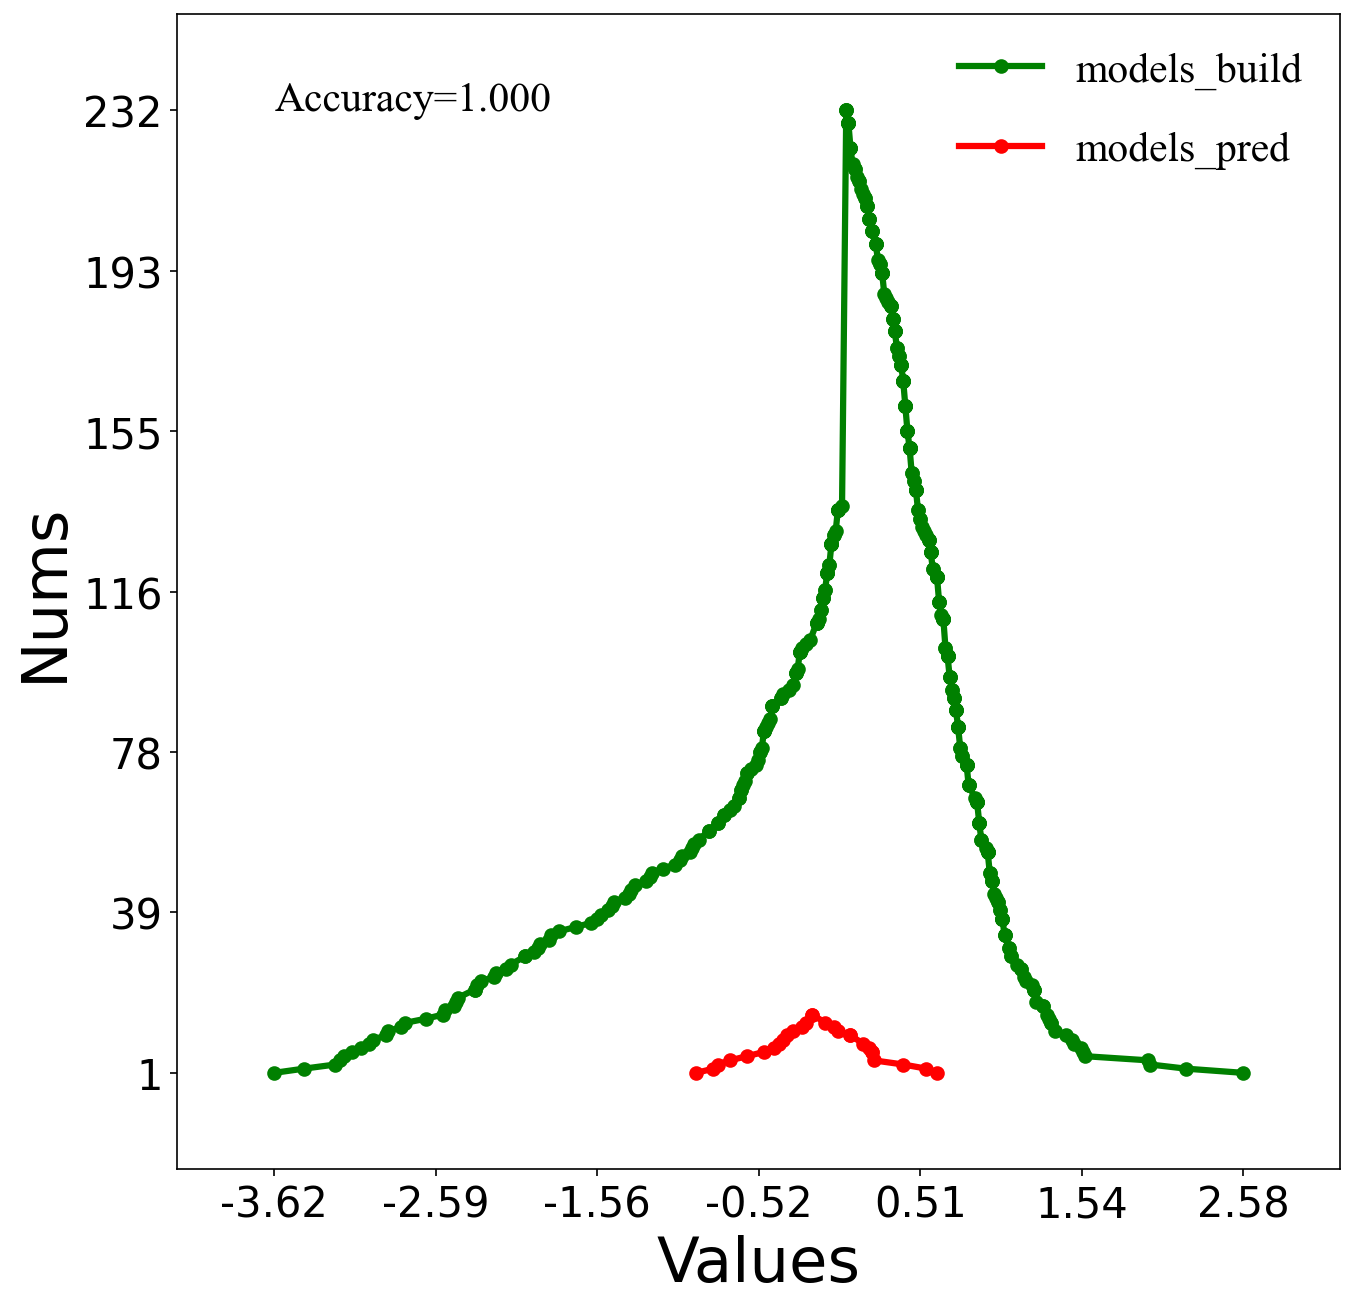 Accuracy=1.000
models_build
models_pred
232
193
155
116
78
39
1
Nums
-3.62 -2.59 -1.56 -0.52 0.51 1.54 2.58
Values